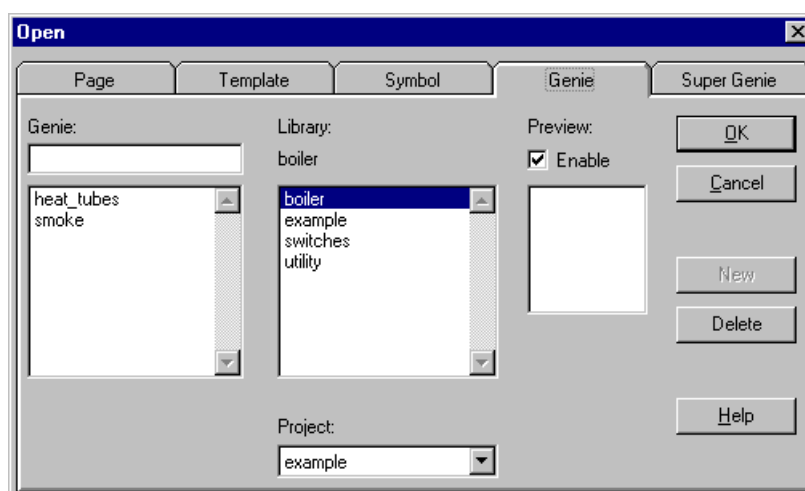 Open
Page Template Symbol Genie Super Genie
Genie: Library: Preview:
boiler Enable
OK
Cancel
heat_tubes
smoke
boiler
example
switches
utility
New
Delete
Help
Project:
example